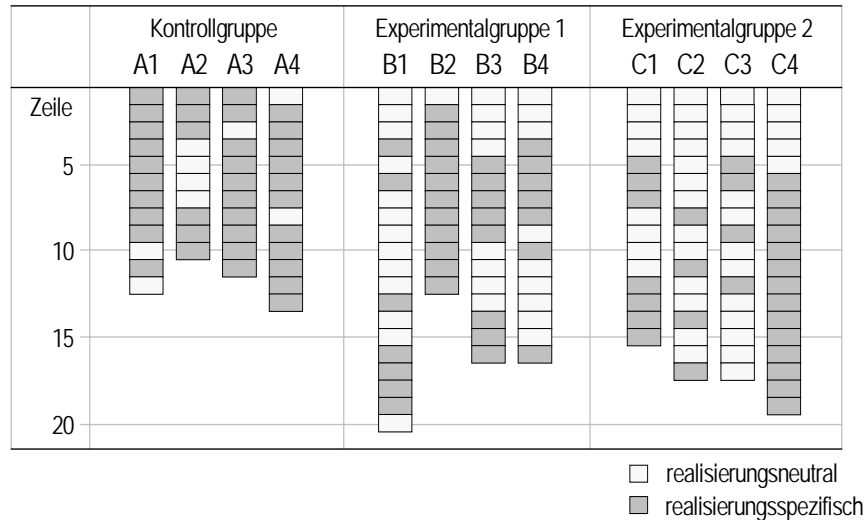 Kontrollgruppe Experimentalgruppe 1 Experimentalgruppe 2
A1 A2 A3 A4 B1 B2 B3 B4 C1 C2 C3 C4
Zeile
5
10
15
20
realisierungsneutral
realisierungsspezifisch